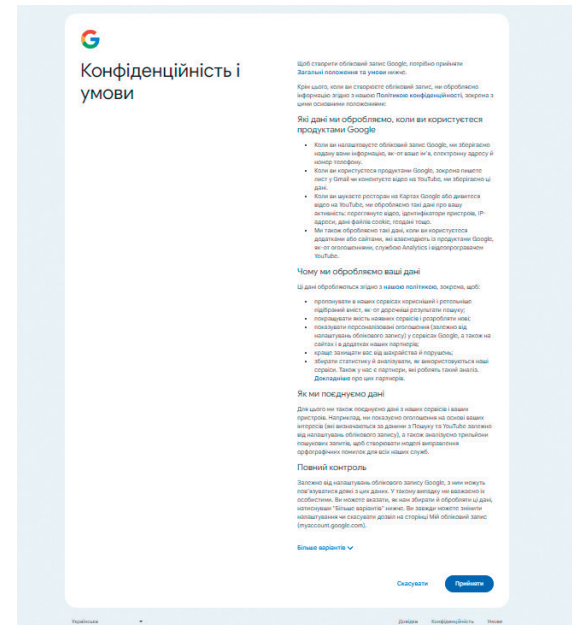 Конфіденційність і
умови
Щоб створити обліковий запис Google, потрібно прийняти
Загальні положення та умови нижче.
Крім цього, коли ви створюєте обліковий запис, ми обробляємо
інформацію згідно з нашою Політикою конфіденційності, зокрема з
цими основними положеннями:
Які дані ми обробляємо, коли ви користуєтеся
продуктами Google
• Коли ви налаштовуєте обліковий запис Google, ми зберігаємо
надану вами інформацію, як-от ваше ім'я, електронну адресу й
номер телефону.
• Коли ви користуєтеся продуктами Google, зокрема пишете
лист у Gmail чи коментуєте відео на YouTube, ми зберігаємо ці
дані.
• Коли ви шукаєте ресторан на Картах Google або дивитеся
відео на YouTube, ми обробляємо такі дані про вашу
активність: переглянуте відео, ідентифікатори пристроїв, IP-
адреси, дані файлів cookie, геодані тощо.
• Ми також обробляємо такі дані, коли ви користуєтеся
додатками або сайтами, які взаємодіють із продуктами Google,
як-от оголошеннями, службою Analytics і відеопрогравачем
YouTube.
Чому ми обробляємо ваші дані
Ці дані обробляються згідно з нашою політикою, зокрема, щоб:
• пропонувати в наших сервісах корисніший і ретельніше
підібраний вміст, як-от доречніші результати пошуку;
• покращувати якість наявних сервісів і розробляти нові;
• показувати персоналізовані оголошення (залежно від
налаштувань облікового запису) у сервісах Google, а також на
сайтах і в додатках наших партнерів;
• краще захищати вас від шахрайства й порушень;
• збирати статистику й аналізувати, як використовуються наші
сервіси. Також у нас є партнери, які роблять такий аналіз.
Докладніше про цих партнерів.
Як ми поєднуємо дані
Для цього ми також поєднуємо дані з наших сервісів і ваших
пристроїв. Наприклад, ми показуємо оголошення на основі ваших
інтересів (які визначаються за даними з Пошуку та YouTube залежно
від налаштувань облікового запису), а також аналізуємо трильйони
пошукових запитів, щоб створювати моделі виправлення
орфографічних помилок для всіх наших служб.
Повний контроль
Залежно від налаштувань облікового запису Google, з ним можуть
пов'язуватися деякі з цих даних. У такому випадку ми вважаємо їх
особистими. Ви можете вказати, як нам збирати й обробляти ці дані,
натиснувши "Більше варіантів" нижче. Ви завжди можете змінити
налаштування чи скасувати дозвіл на сторінці Мій обліковий запис
(myaccount.google.com).
Більше варіантів
Скасувати Прийняти
Українська Довідка Конфіденційність Умови